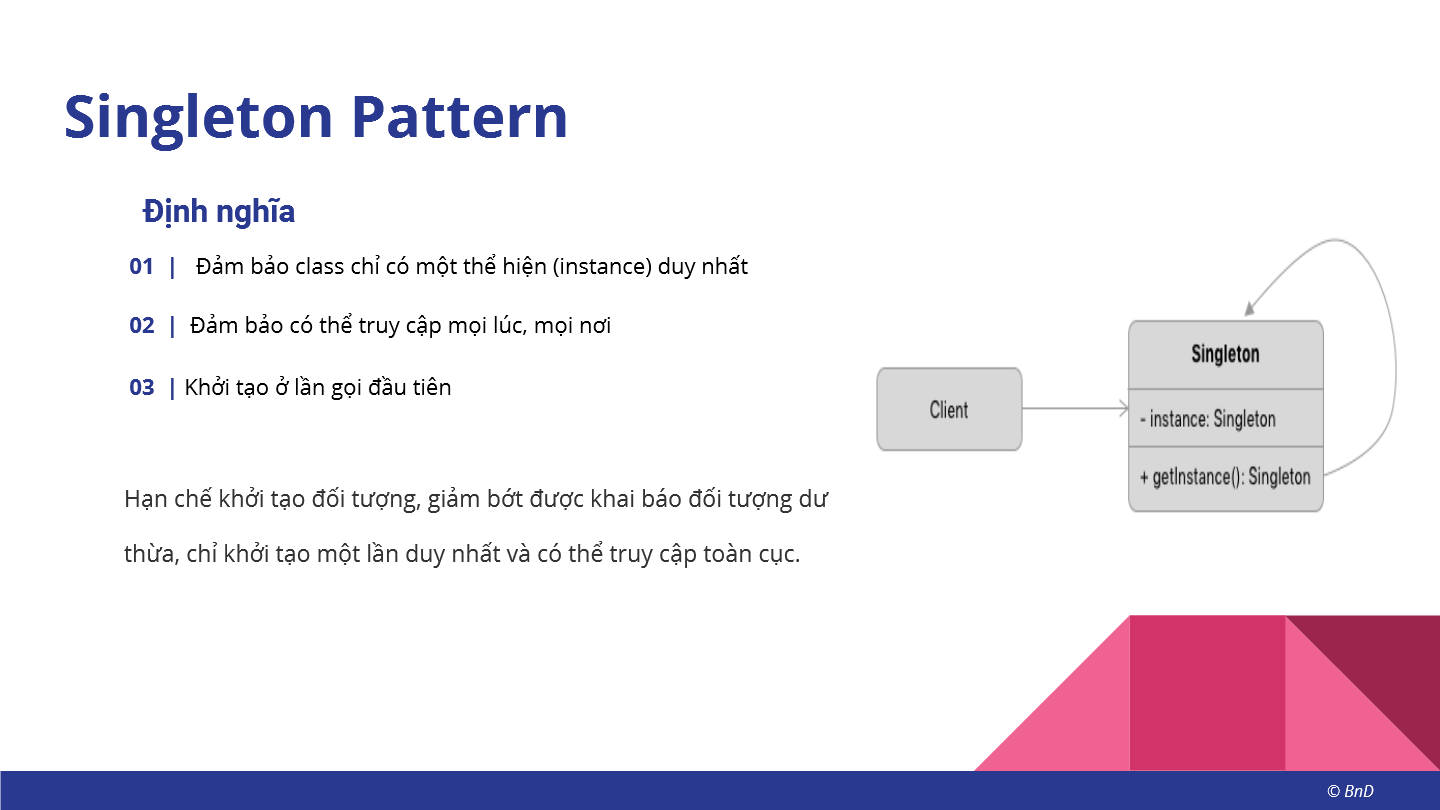 Singleton Pattern
Định nghĩa
01 | Đảm bảo class chỉ có một thể hiện (instance) duy nhất
02 | Đảm bảo có thể truy cập mọi lúc, mọi nơi
03 | Khởi tạo ở lần gọi đầu tiên
Hạn chế khởi tạo đối tượng, giảm bớt được khai báo đối tượng dư
thừa, chỉ khởi tạo một lần duy nhất và có thể truy cập toàn cục.
Client
Singleton
- instance: Singleton
+ getInstance(): Singleton
© BnD